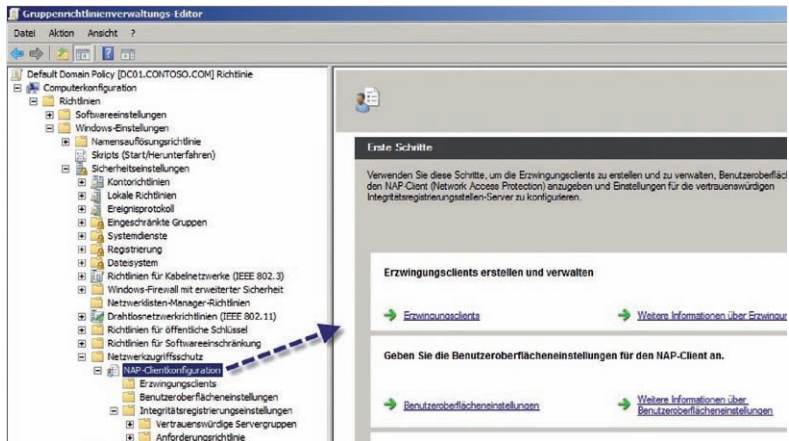 Gruppenrichtlinienverwaltungs-Editor
Datei Aktion Ansicht ?
Default Domain Policy [DC01.CONTOSO.COM] Richtlinie
Computerkonfiguration
Richtlinien
Softwareeinstellungen
Windows-Einstellungen
Namensauflösungsrichtlinie
Skripts (Start/Herunterfahren)
Sicherheitseinstellungen
Kontorichtlinien
Lokale Richtlinien
Ereignisprotokoll
Eingeschränkte Gruppen
Systemdienste
Registrierung
Dateisystem
Richtlinien für Kabelnetzwerke (IEEE 802.3)
Windows-Firewall mit erweiterter Sicherheit
Netzwerklisten-Manager-Richtlinien
Drahtlosnetzwerkrichtlinien (IEEE 802.11)
Richtlinien für öffentliche Schlüssel
Richtlinien für Softwareeinschränkung
Netzwerkzugriffsschutz
NAP-Clientkonfiguration
Erzwingungsclients
Benutzeroberflächeneinstellungen
Integritätsregistrierungseinstellungen
Vertrauenswürdige Servergruppen
Anforderungsrichtlinie
Erste Schritte
Verwenden Sie diese Schritte, um die Erzwingungsclients zu erstellen und zu verwalten, Benutzeroberfläch
den NAP-Client (Network Access Protection) anzugeben und Einstellungen für die vertrauenswürdigen
Integritätsregistrierungsstellen-Server zu konfigurieren.
Erzwingungsclients erstellen und verwalten
Erzwingungsclients
Weitere Informationen über Erzwingun
Geben Sie die Benutzeroberflächeneinstellungen für den NAP-Client an.
Benutzeroberflächeneinstellungen
Weitere Informationen über
Benutzeroberflächeneinstellungen